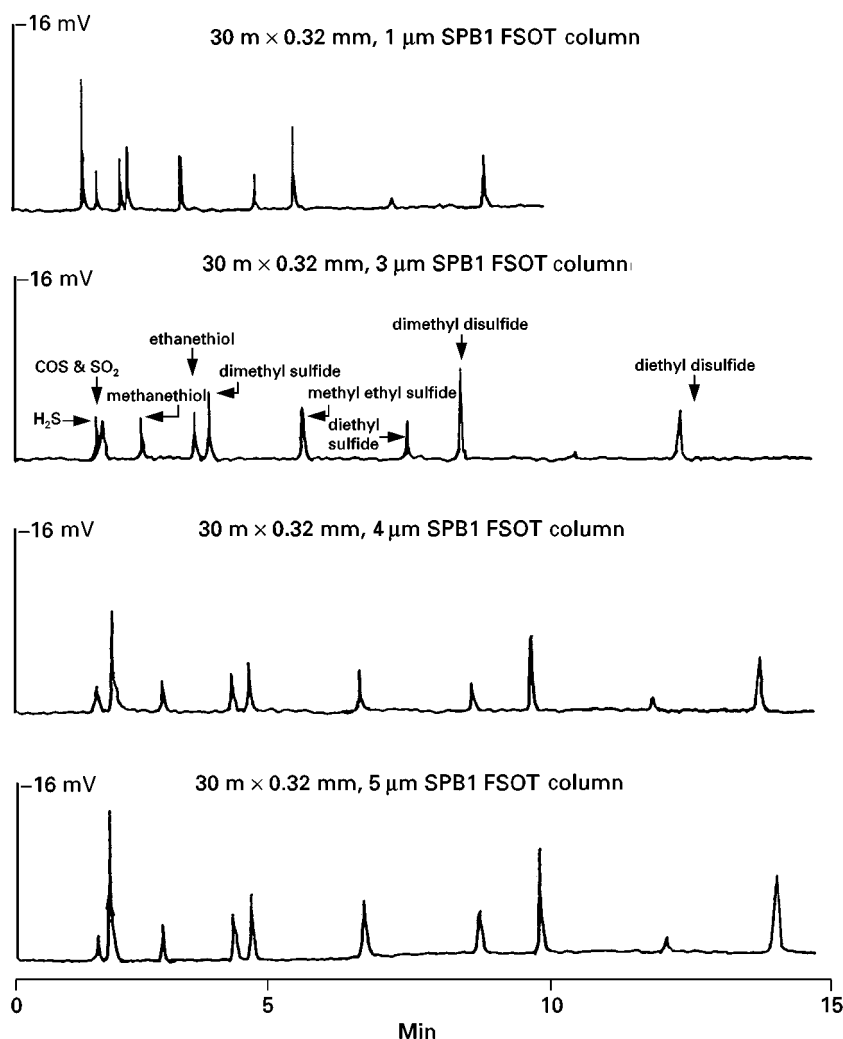 –16 mV
30 m × 0.32 mm, 1 μm SPB1 FSOT column
30 m × 0.32 mm, 3 μm SPB1 FSOT column
–16 mV
dimethyl disulfide
ethanethiol
COS & SO₂
dimethyl sulfide
diethyl disulfide
methanethiol
methyl ethyl sulfide
H₂S
diethyl
sulfide
–16 mV
30 m × 0.32 mm, 4 μm SPB1 FSOT column
–16 mV
30 m × 0.32 mm, 5 μm SPB1 FSOT column
0 5 10 15
Min